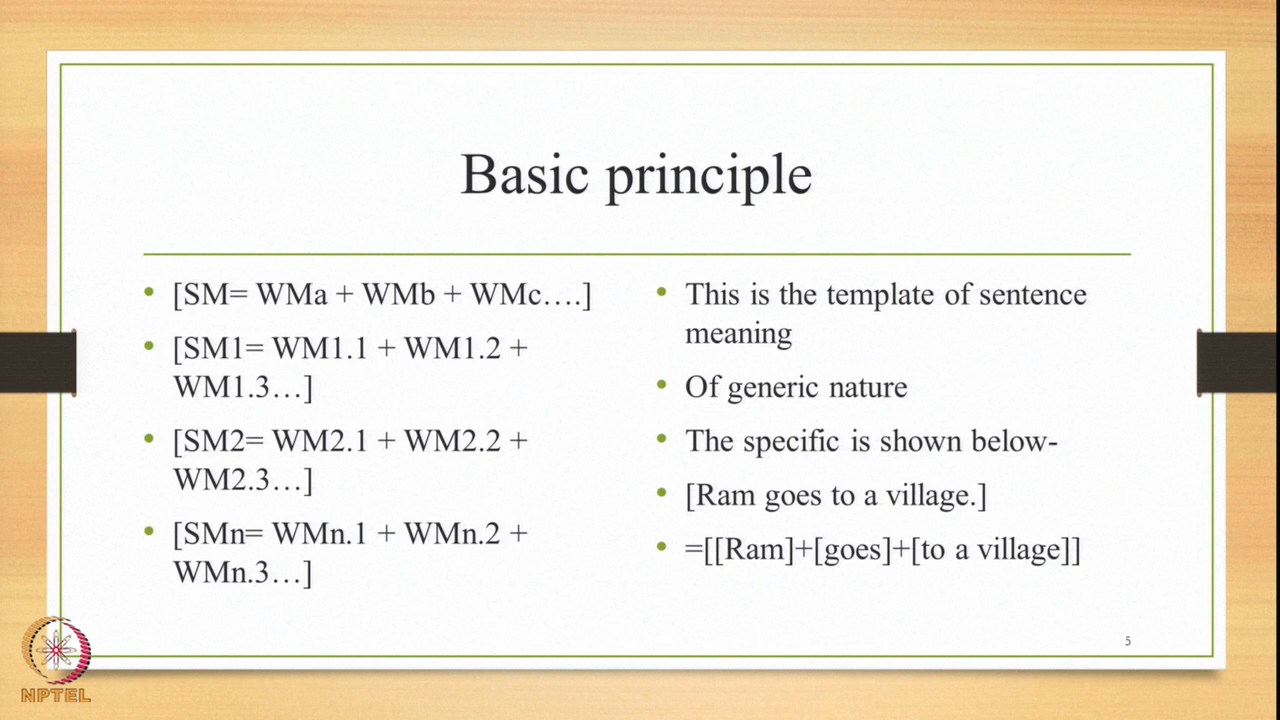 Basic principle
• [SM= WMa + WMb + WMc….]
• [SM1= WM1.1 + WM1.2 +
WM1.3…]
• [SM2= WM2.1 + WM2.2 +
WM2.3…]
• [SMn= WMn.1 + WMn.2 +
WMn.3…]
• This is the template of sentence
meaning
• Of generic nature
• The specific is shown below-
• [Ram goes to a village.]
• =[[Ram]+[goes]+[to a village]]
5
NPTEL